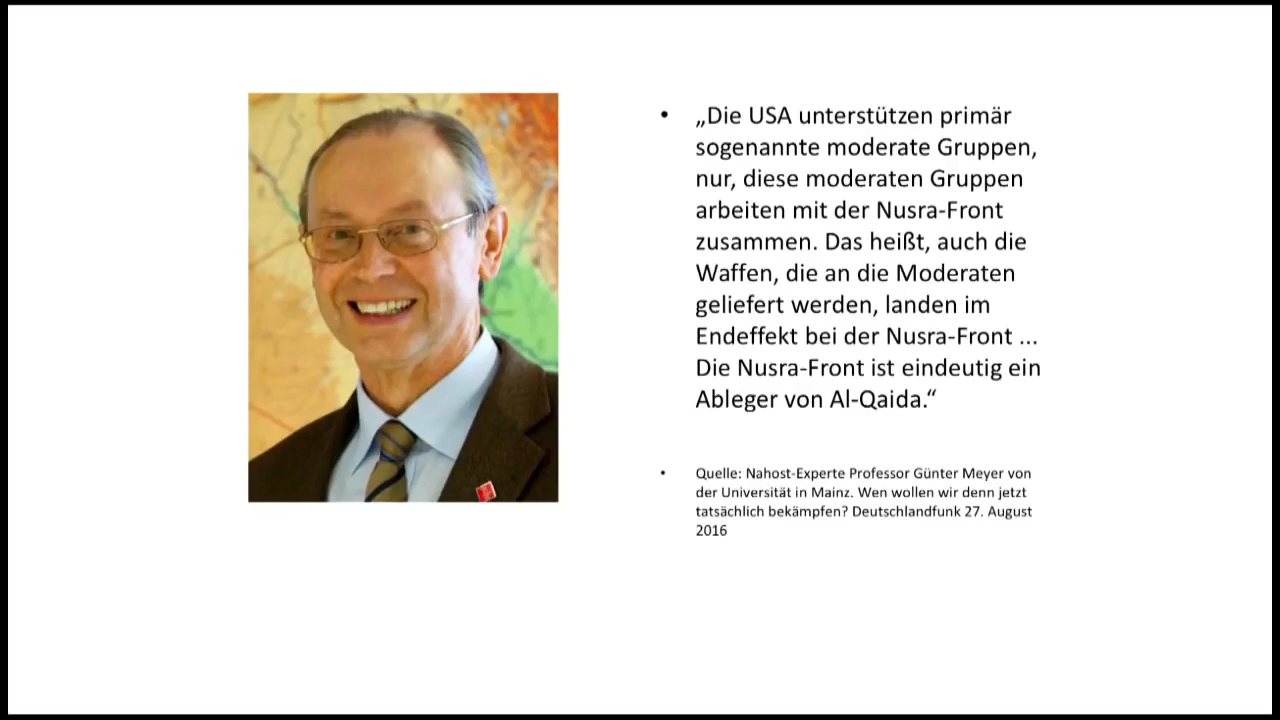 • „Die USA unterstützen primär
sogenannte moderate Gruppen,
nur, diese moderaten Gruppen
arbeiten mit der Nusra-Front
zusammen. Das heißt, auch die
Waffen, die an die Moderaten
geliefert werden, landen im
Endeffekt bei der Nusra-Front ...
Die Nusra-Front ist eindeutig ein
Ableger von Al-Qaida.“
• Quelle: Nahost-Experte Professor Günter Meyer von
der Universität in Mainz. Wen wollen wir denn jetzt
tatsächlich bekämpfen? Deutschlandfunk 27. August
2016